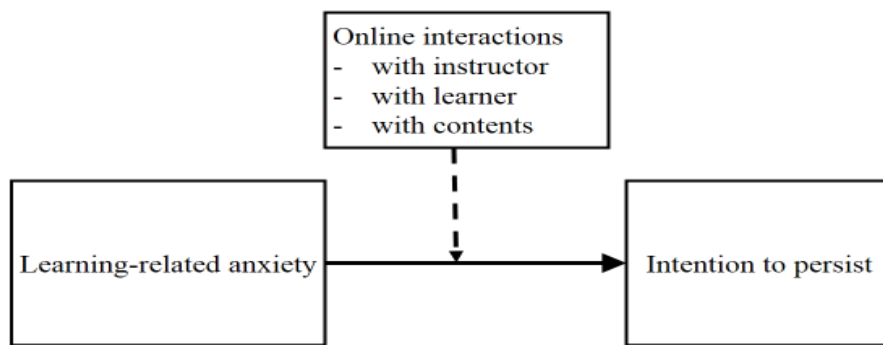 Online interactions
- with instructor
- with learner
- with contents
Learning-related anxiety
Intention to persist